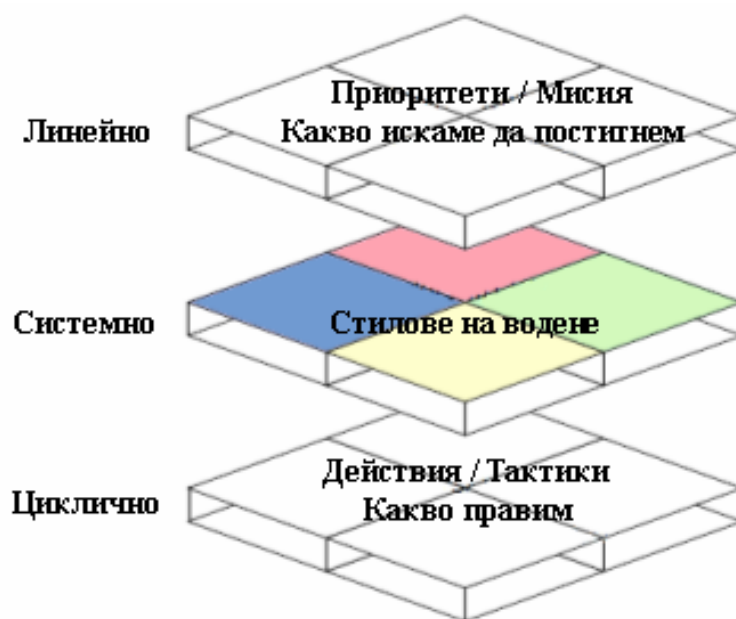 Приоритети / Мисия
Линейно
Какво искаме да постигнем
Системно
Стилове на водене
Действия / Тактики
Циклично
Какво правим